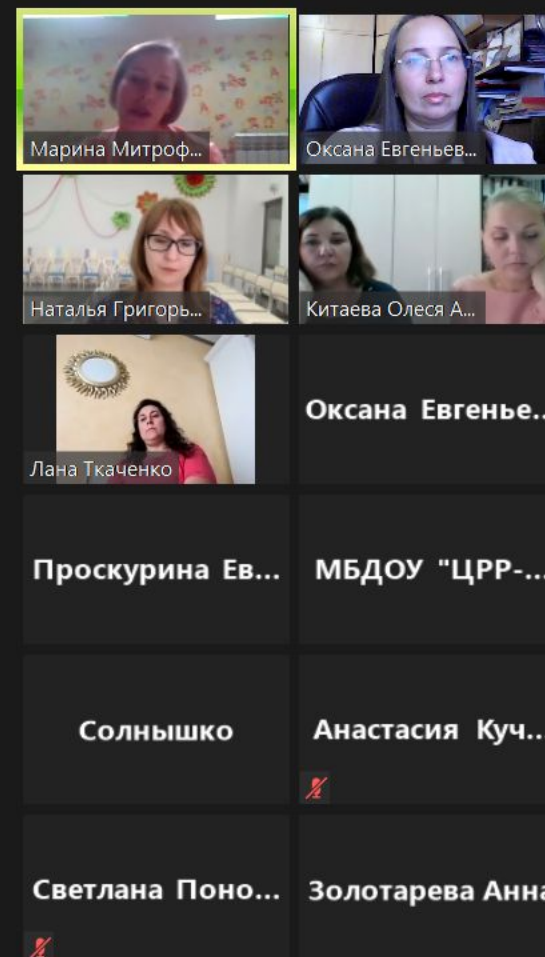 Марина Митроф...
Оксана Евгеньев...
Наталья Григорь...
Китаева Олеся А...
Лана Ткаченко
Оксана Евгенье...
Проскурина Ев...
МБДОУ "ЦРР-...
Солнышко
Анастасия Куч...
Светлана Поно...
Золотарева Анна